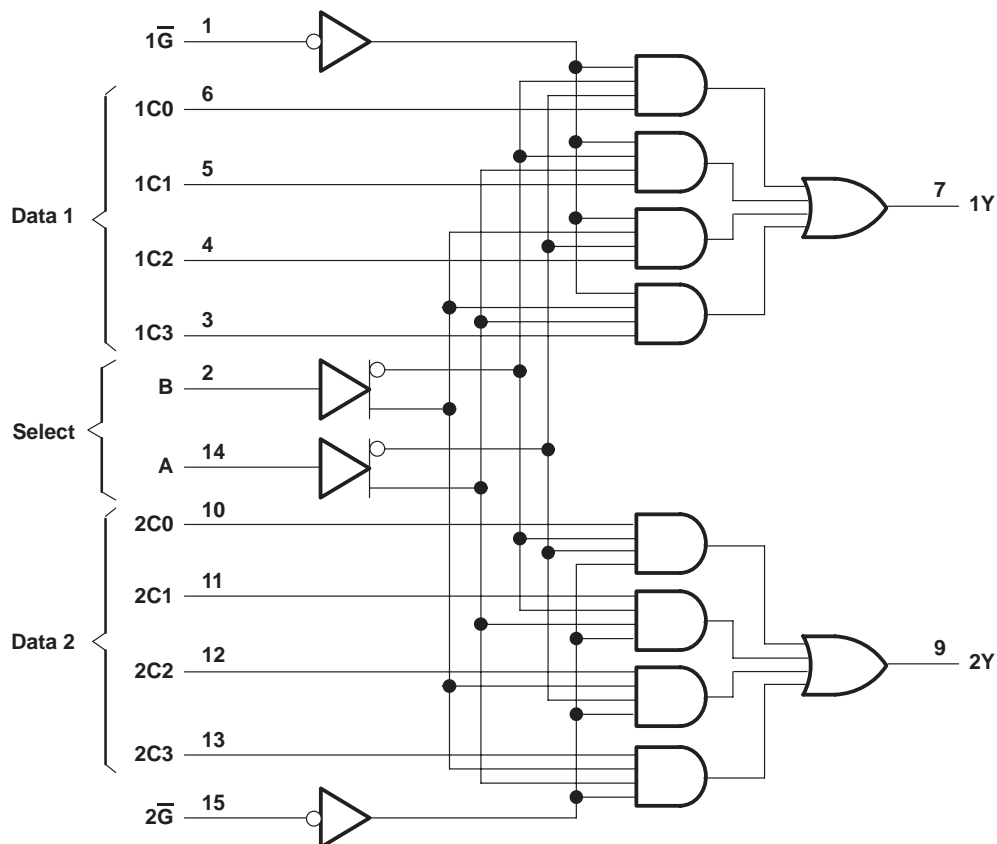 1G̅ 1
1C0 6
1C1 5
Data 1
1C2 4
1C3 3
B 2
Select
A 14
2C0 10
2C1 11
Data 2
2C2 12
2C3 13
2G̅ 15
7 1Y
9 2Y